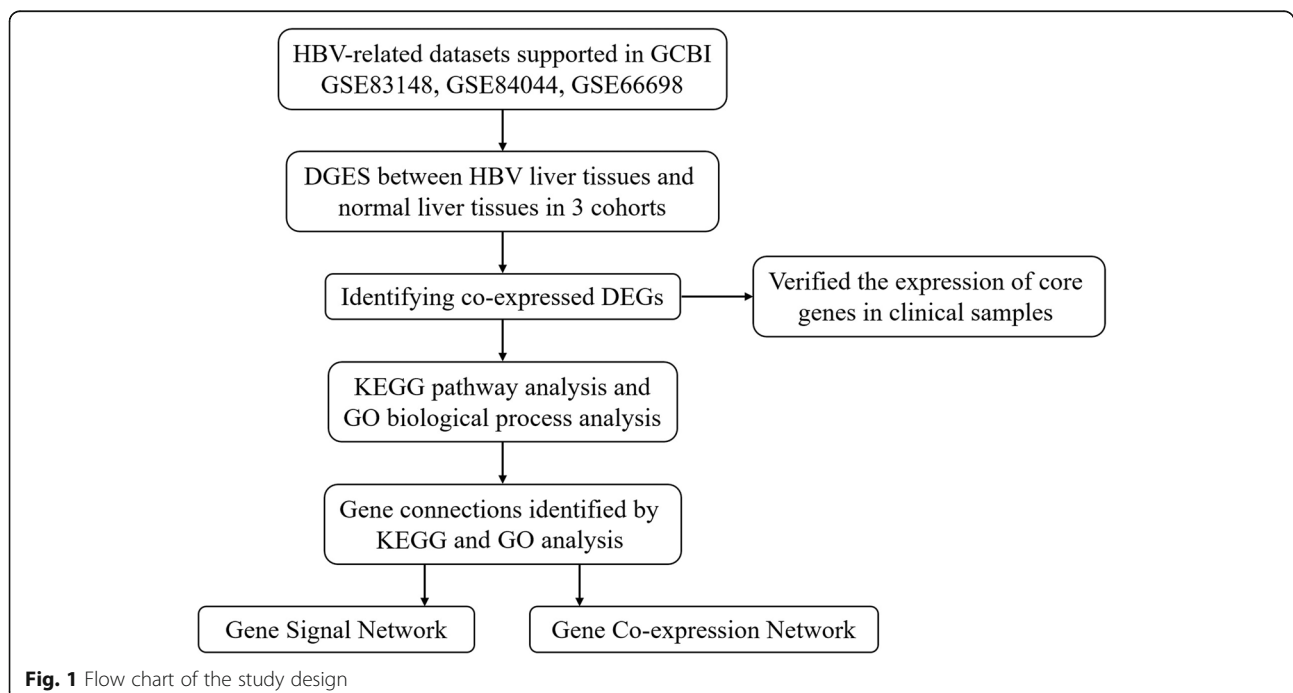 HBV-related datasets supported in GCBI
GSE83148, GSE84044, GSE66698
DGES between HBV liver tissues and
normal liver tissues in 3 cohorts
Identifying co-expressed DEGs
Verified the expression of core
genes in clinical samples
KEGG pathway analysis and
GO biological process analysis
Gene connections identified by
KEGG and GO analysis
Gene Signal Network
Gene Co-expression Network
Fig. 1 Flow chart of the study design